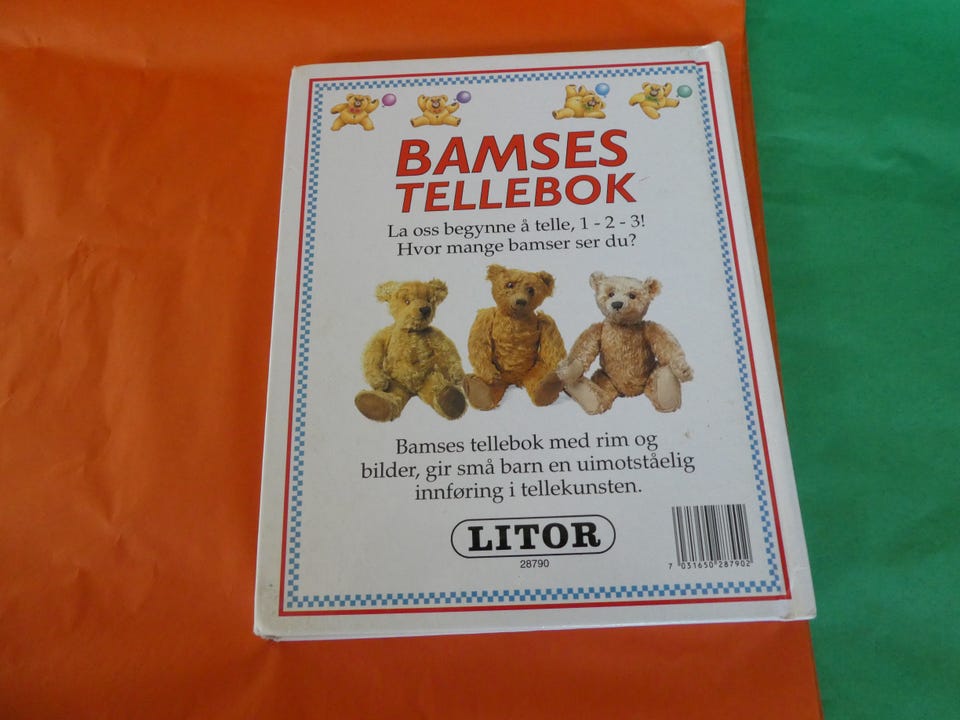 BAMSES
TELLEBOK
La oss begynne å telle, 1 - 2 - 3!
Hvor mange bamser ser du?
Bamses tellebok med rim og
bilder, gir små barn en uimotståelig
innføring i tellekunsten.
LITOR
28790
7 031650 287902